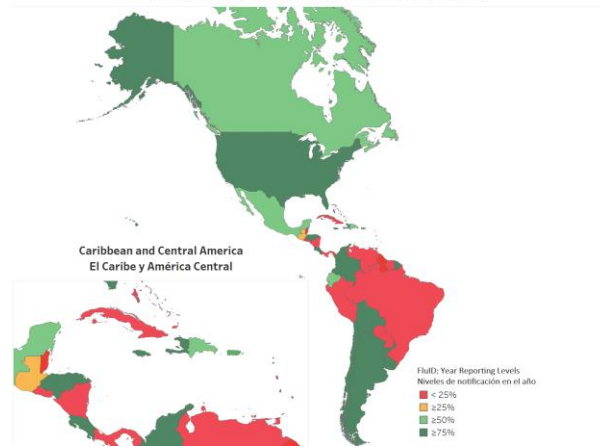 Caribbean and Central America
El Caribe y América Central
FluID: Year Reporting Levels
Niveles de notificación en el año
< 25%
≥25%
≥50%
≥75%